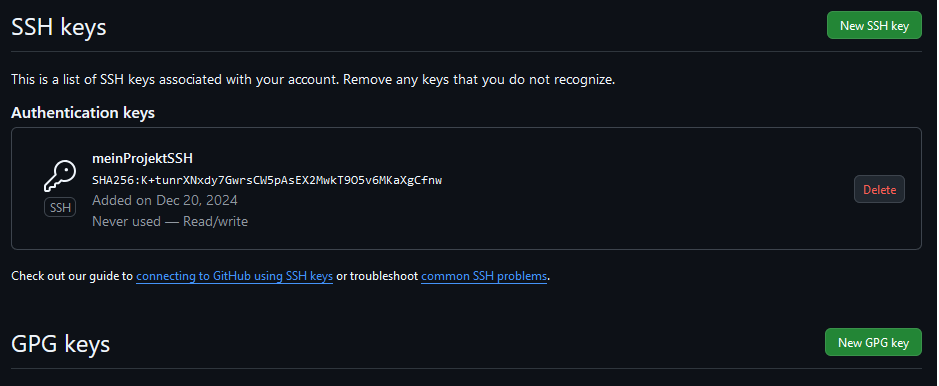 SSH keys
New SSH key
This is a list of SSH keys associated with your account. Remove any keys that you do not recognize.
Authentication keys
meinProjektSSH
SHA256:K+tunrXNxdy7GwrsCW5pAsEX2MwkT9O5v6MKaXgCfnw
SSH
Added on Dec 20, 2024
Never used — Read/write
Delete
Check out our guide to connecting to GitHub using SSH keys or troubleshoot common SSH problems.
GPG keys
New GPG key